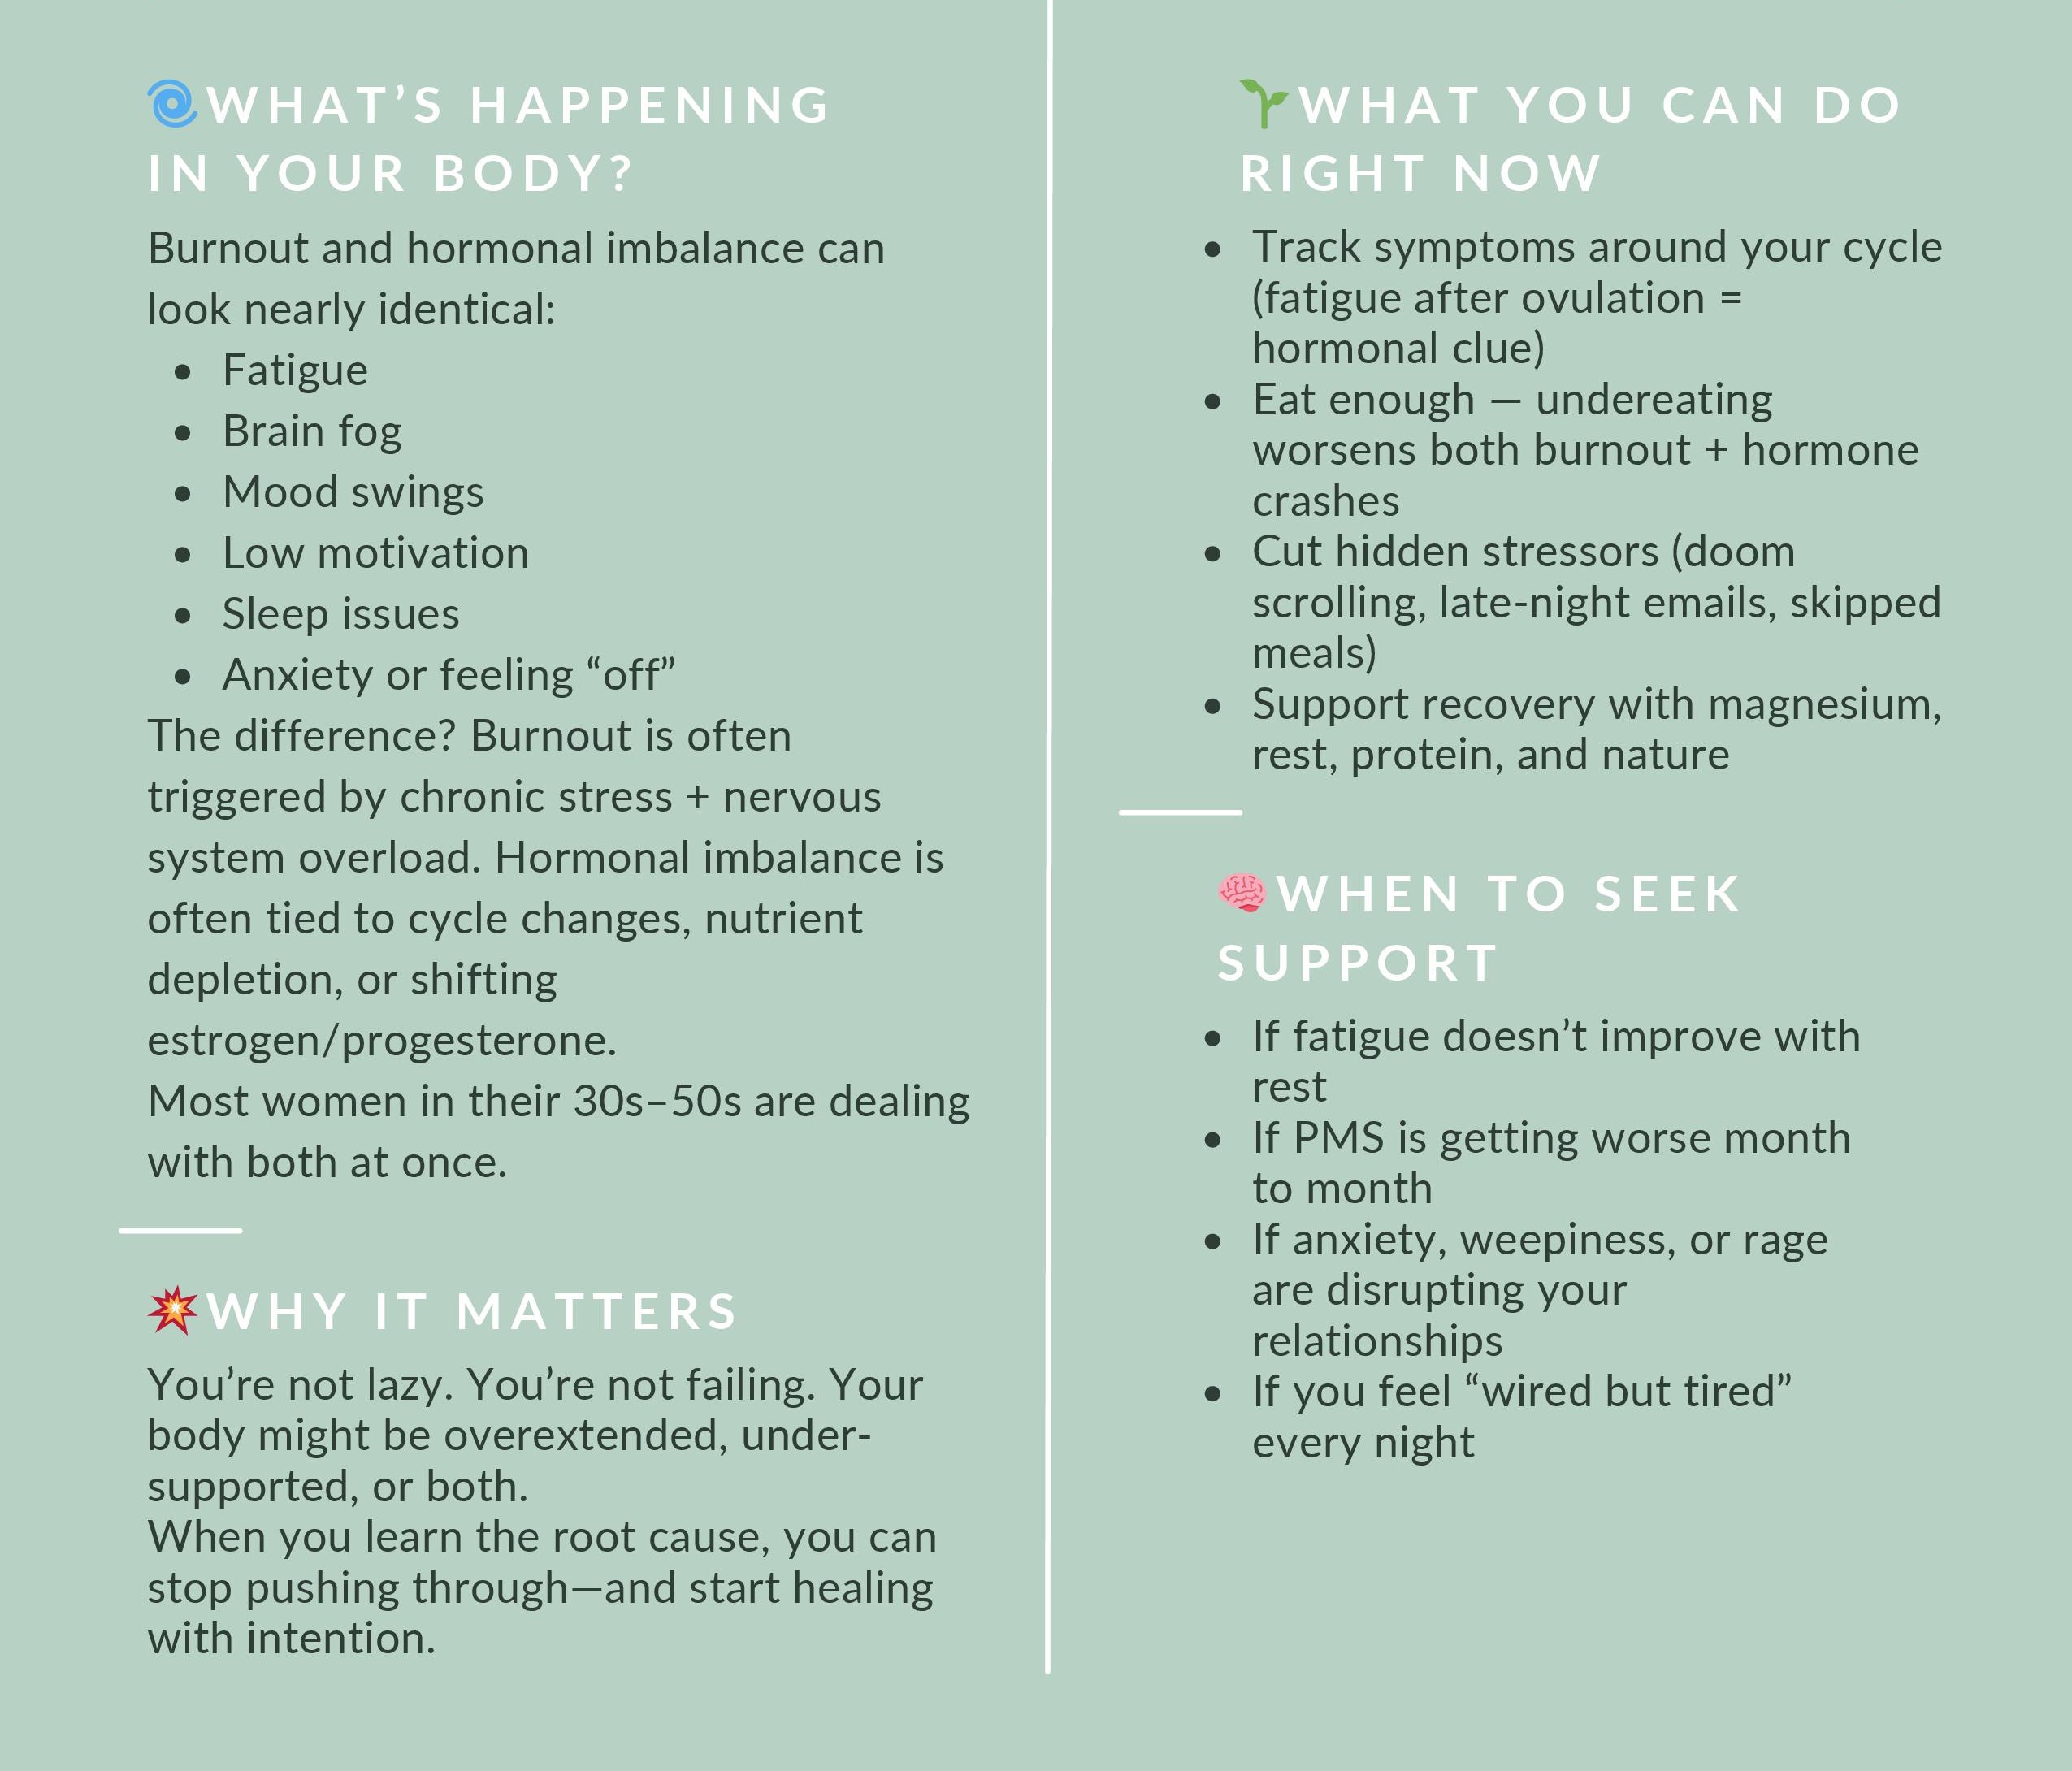 🌀WHAT’S HAPPENING
IN YOUR BODY?
Burnout and hormonal imbalance can
look nearly identical:
• Fatigue
• Brain fog
• Mood swings
• Low motivation
• Sleep issues
• Anxiety or feeling “off”
The difference? Burnout is often
triggered by chronic stress + nervous
system overload. Hormonal imbalance is
often tied to cycle changes, nutrient
depletion, or shifting
estrogen/progesterone.
Most women in their 30s–50s are dealing
with both at once.
💥WHY IT MATTERS
You’re not lazy. You’re not failing. Your
body might be overextended, under-
supported, or both.
When you learn the root cause, you can
stop pushing through—and start healing
with intention.
🌱WHAT YOU CAN DO
RIGHT NOW
• Track symptoms around your cycle
(fatigue after ovulation =
hormonal clue)
• Eat enough — undereating
worsens both burnout + hormone
crashes
• Cut hidden stressors (doom
scrolling, late-night emails, skipped
meals)
• Support recovery with magnesium,
rest, protein, and nature
🧠WHEN TO SEEK
SUPPORT
• If fatigue doesn’t improve with
rest
• If PMS is getting worse month
to month
• If anxiety, weepiness, or rage
are disrupting your
relationships
• If you feel “wired but tired”
every night